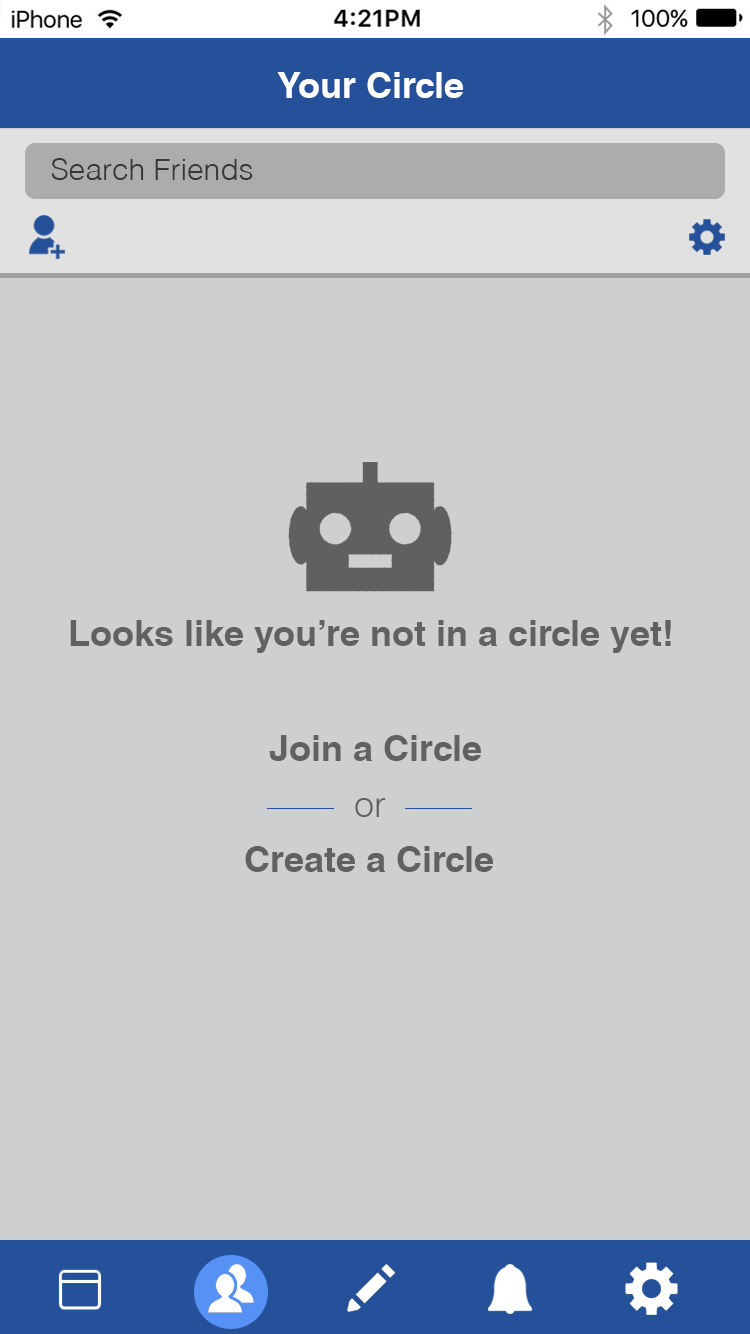 iPhone 4:21PM 100%
Your Circle
Search Friends
Looks like you’re not in a circle yet!
Join a Circle
or
Create a Circle